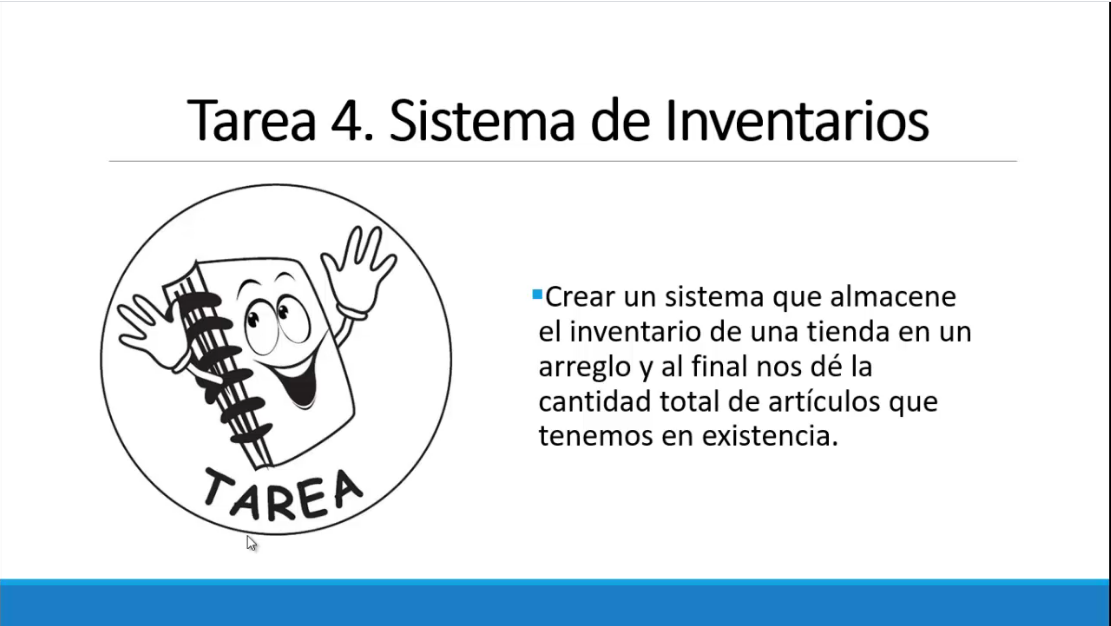 Tarea 4. Sistema de Inventarios
Crear un sistema que almacene
el inventario de una tienda en un
arreglo y al final nos dé la
cantidad total de artículos que
tenemos en existencia.
TAREA